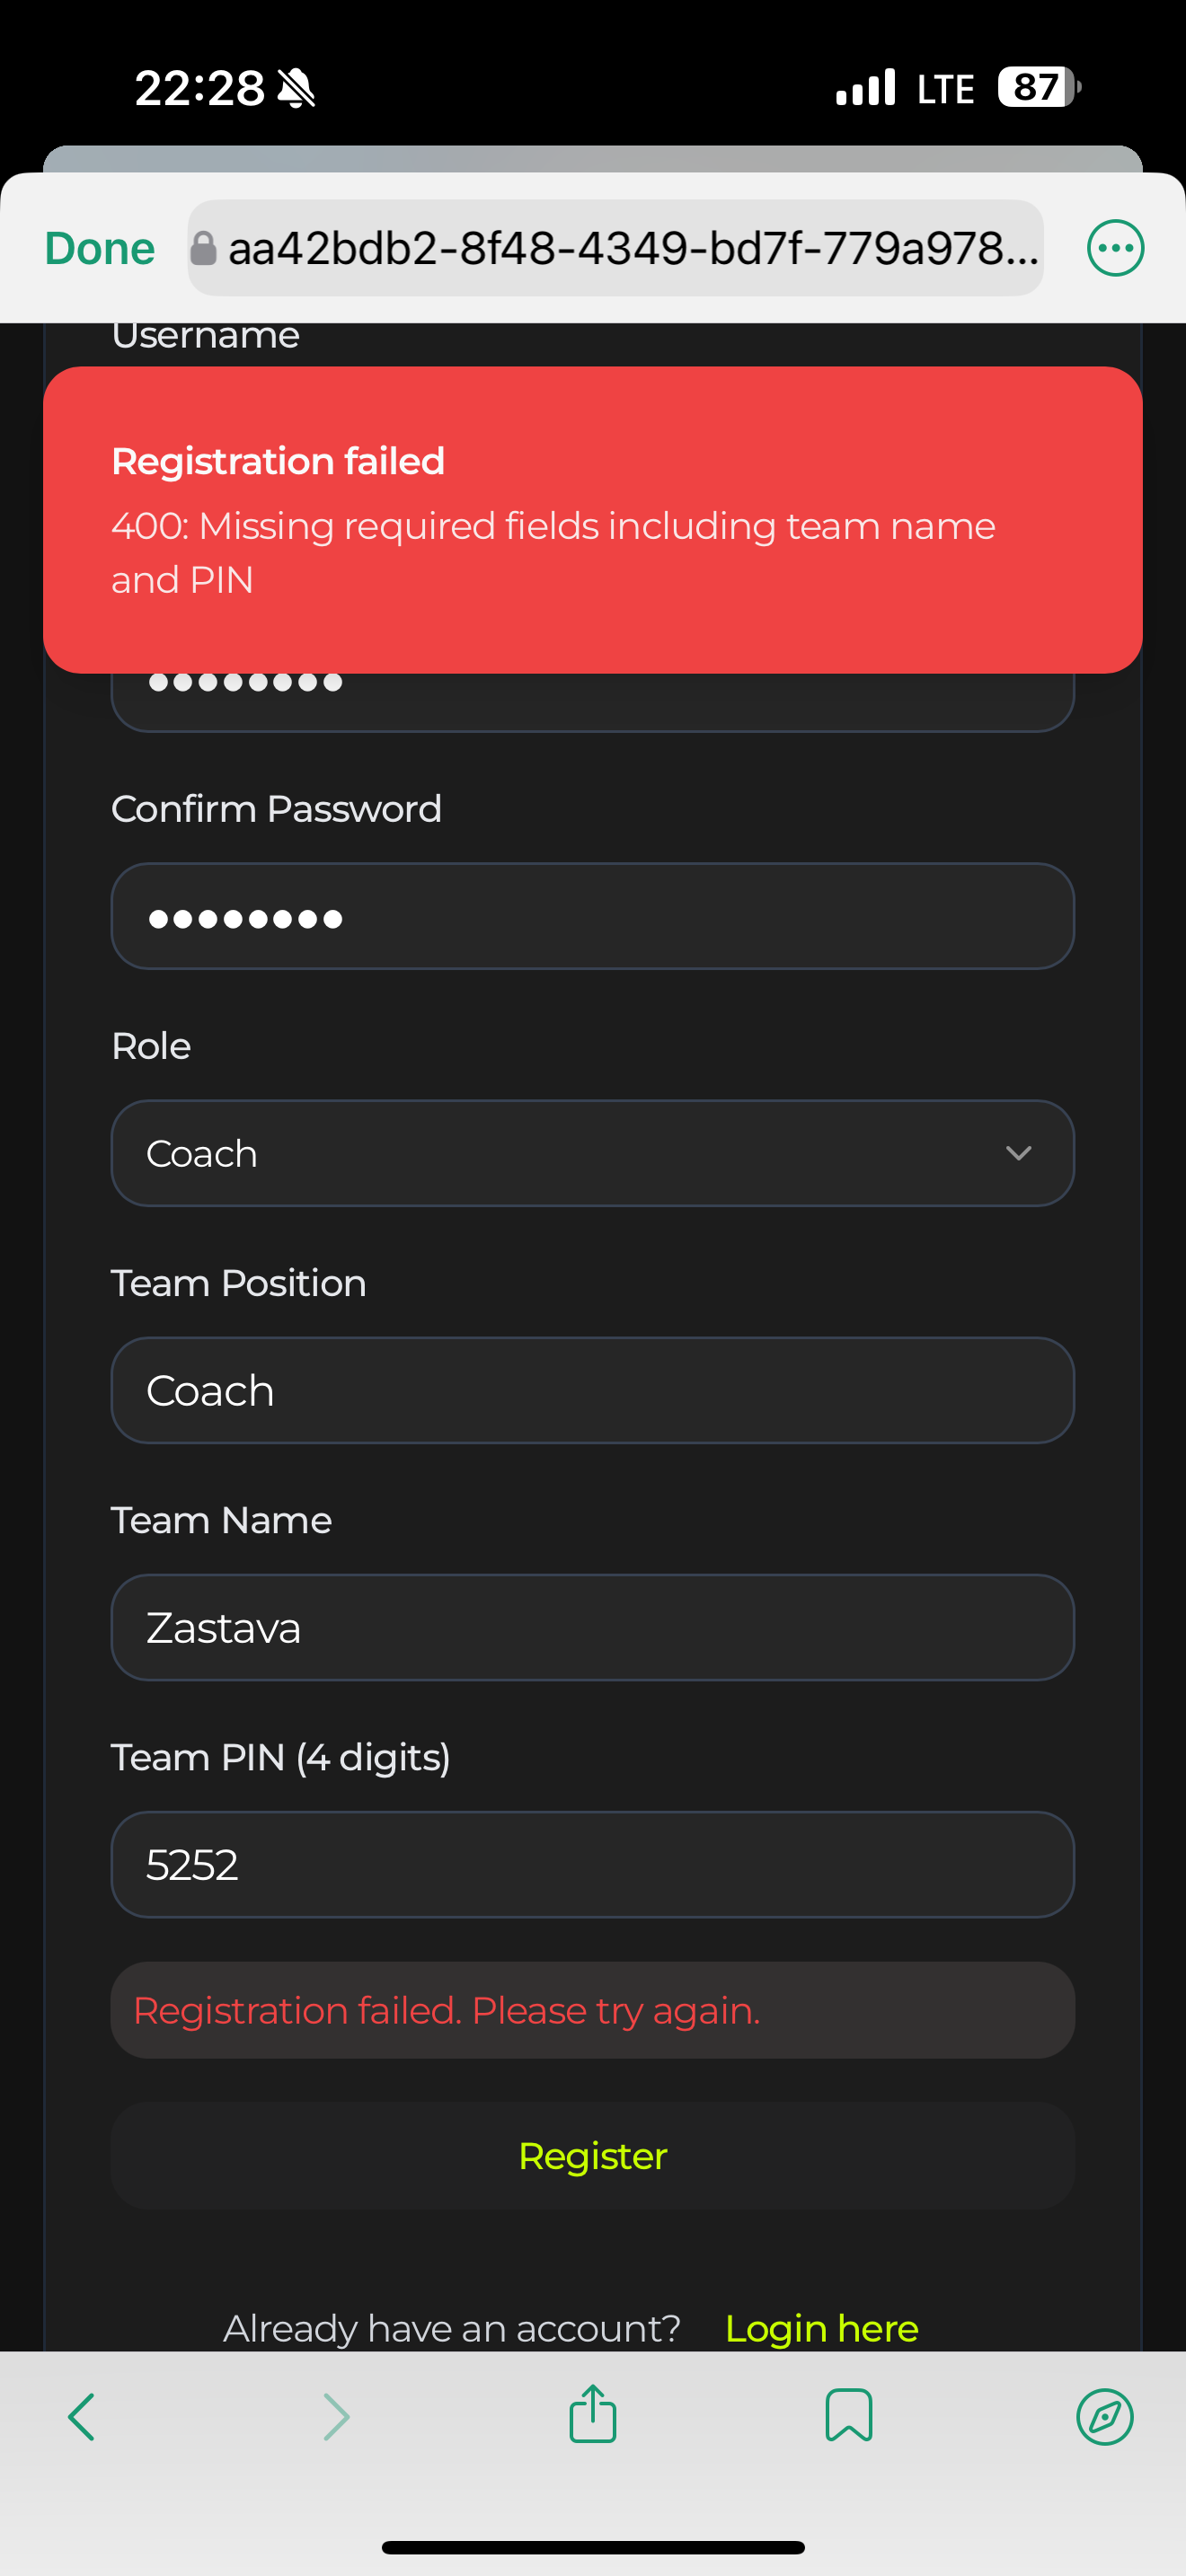 22:28
LTE
87
Done
aa42bdb2-8f48-4349-bd7f-779a978...
Username
Registration failed
400: Missing required fields including team name
and PIN
Confirm Password
Role
Coach
Team Position
Coach
Team Name
Zastava
Team PIN (4 digits)
5252
Registration failed. Please try again.
Register
Already have an account? Login here